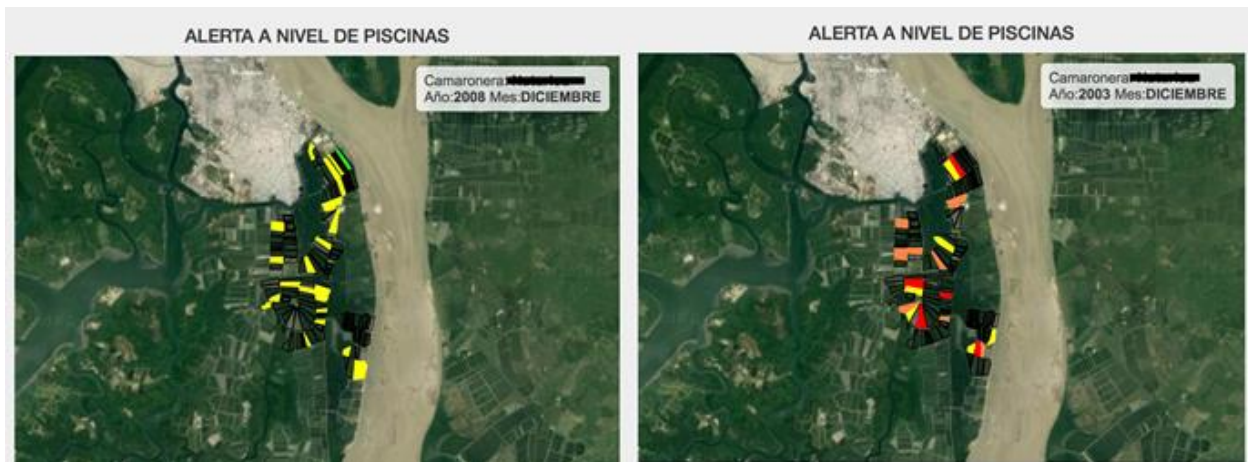 ALERTA A NIVEL DE PISCINAS
Camaronera:
Año:2008 Mes:DICIEMBRE
ALERTA A NIVEL DE PISCINAS
Camaronera:
Año:2003 Mes:DICIEMBRE